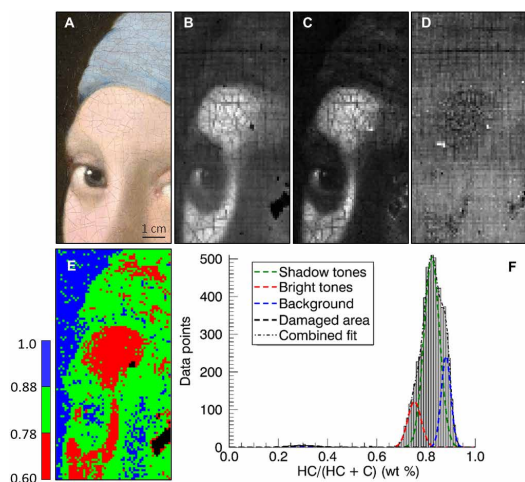 A
B
C
D
1 cm
E
1.0
0.88
0.78
0.60
F
500
400
300
200
100
0
Data points
Shadow tones
Bright tones
Background
Damaged area
Combined fit
0.0
0.2
0.4
0.6
0.8
1.0
HC/(HC + C) (wt %)